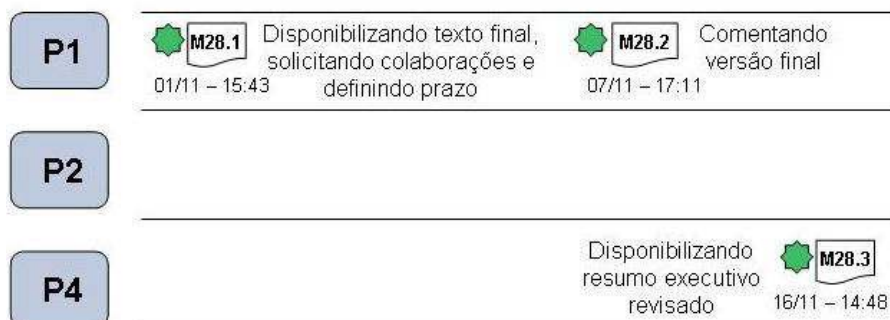 P1
M28.1
01/11 – 15:43
Disponibilizando texto final,
solicitando colaborações e
definindo prazo
M28.2
07/11 – 17:11
Comentando
versão final
P2
P4
Disponibilizando
resumo executivo
revisado
M28.3
16/11 – 14:48